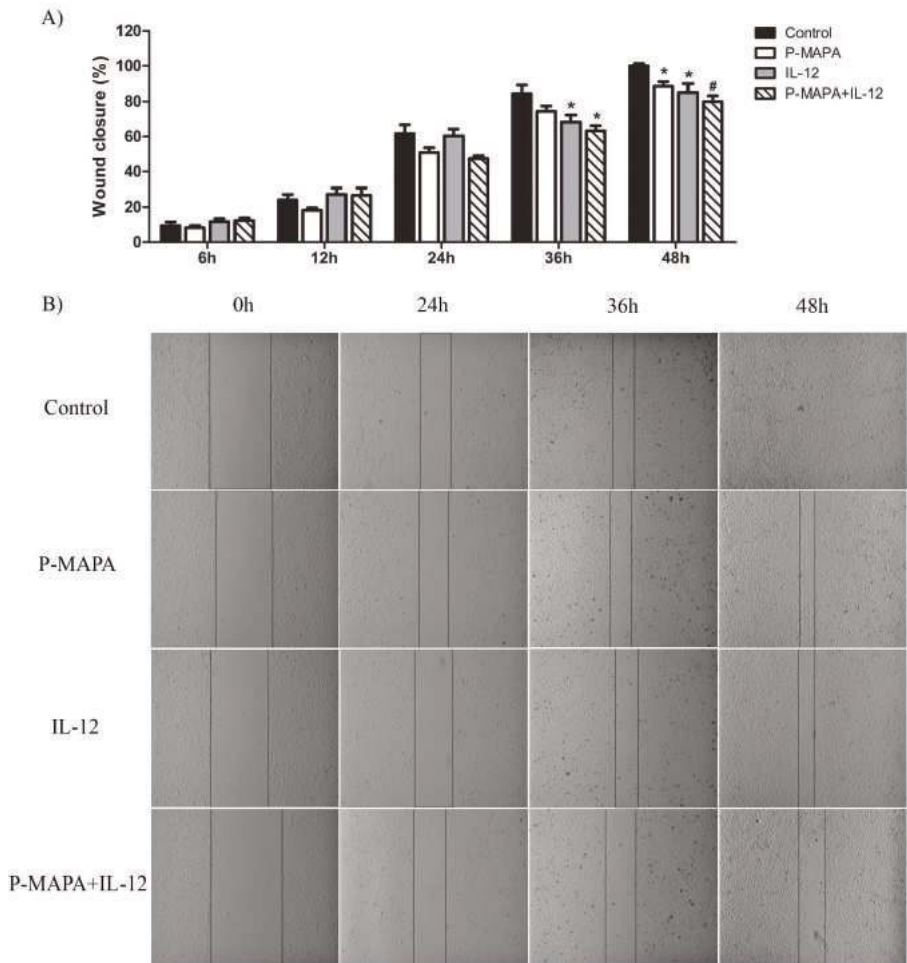 A)
Wound closure (%)
120
100
80
60
40
20
0
6h
12h
24h
36h
48h
* *
* * #
Control
P-MAPA
IL-12
P-MAPA+IL-12
B)
0h 24h 36h 48h
Control
P-MAPA
IL-12
P-MAPA+IL-12